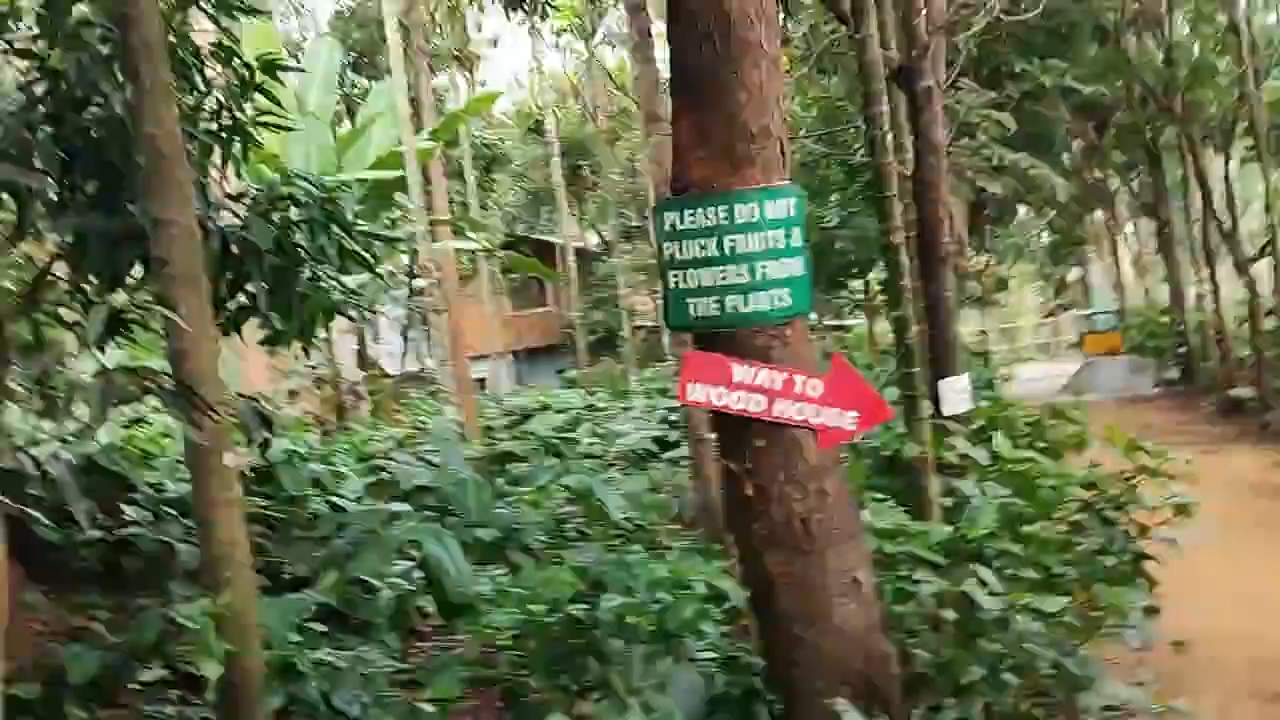 PLEASE DO NOT
PLUCK FRUITS &
FLOWERS FROM
THE PLANTS
WAY TO
WOOD HOUSE